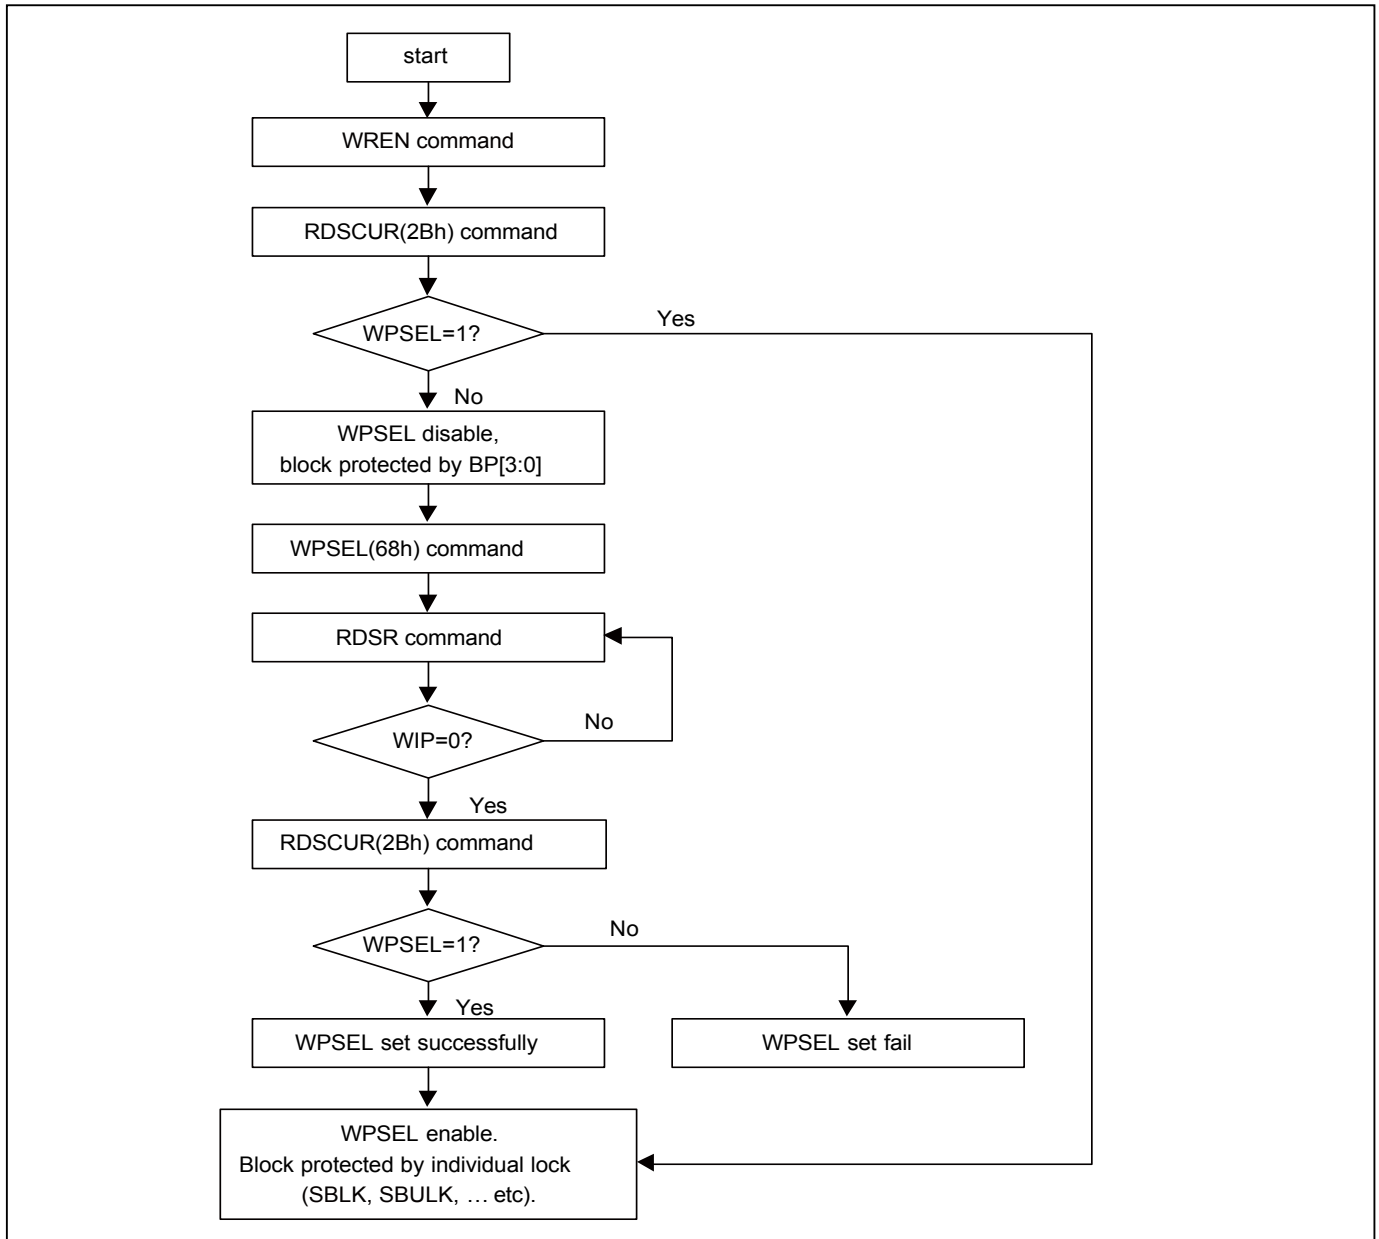 start
WREN command
RDSCUR(2Bh) command
WPSEL=1?
Yes
No
WPSEL disable,
block protected by BP[3:0]
WPSEL(68h) command
RDSR command
WIP=0?
No
Yes
RDSCUR(2Bh) command
WPSEL=1?
No
Yes
WPSEL set successfully
WPSEL set fail
WPSEL enable.
Block protected by individual lock
(SBLK, SBULK, … etc).